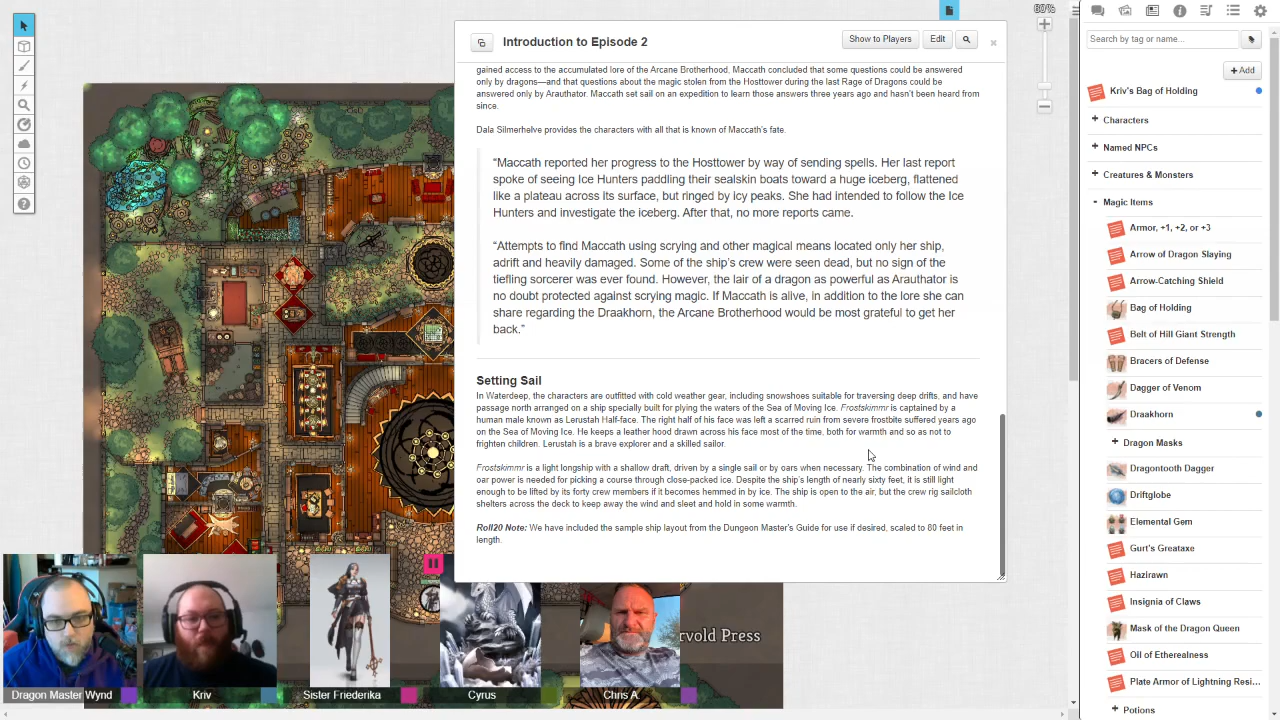 80%
Introduction to Episode 2
Show to Players
Edit
gained access to the accumulated lore of the Arcane Brotherhood. Maccath concluded that some questions could be answered
only by dragons—and that questions about the magic stolen from the Hosttower during the last Rage of Dragons could be
answered only by Arauthator. Maccath set sail on an expedition to learn those answers three years ago and hasn't been heard from
since.
Dala Silmerhelve provides the characters with all that is known of Maccath's fate.
“Maccath reported her progress to the Hosttower by way of sending spells. Her last report
spoke of seeing Ice Hunters paddling their sealskin boats toward a huge iceberg, flattened
like a plateau across its surface, but ringed by icy peaks. She had intended to follow the Ice
Hunters and investigate the iceberg. After that, no more reports came.
“Attempts to find Maccath using scrying and other magical means located only her ship,
adrift and heavily damaged. Some of the ship's crew were seen dead, but no sign of the
tiefling sorcerer was ever found. However, the lair of a dragon as powerful as Arauthator is
no doubt protected against scrying magic. If Maccath is alive, in addition to the lore she can
share regarding the Draakhorn, the Arcane Brotherhood would be most grateful to get her
back.”
Setting Sail
In Waterdeep, the characters are outfitted with cold weather gear, including snowshoes suitable for traversing deep drifts, and have
passage north arranged on a ship specially built for plying the waters of the Sea of Moving Ice. Frostskimmr is captained by a
human male known as Lerustah Half-face. The right half of his face was left a scarred ruin from severe frostbite suffered years ago
on the Sea of Moving Ice. He keeps a leather hood drawn across his face most of the time, both for warmth and so as not to
frighten children. Lerustah is a brave explorer and a skilled sailor.
Frostskimmr is a light longship with a shallow draft, driven by a single sail or by oars when necessary. The combination of wind and
oar power is needed for picking a course through close-packed ice. Despite the ship's length of nearly sixty feet, it is still light
enough to be lifted by its forty crew members if it becomes hemmed in by ice. The ship is open to the air, but the crew rig sailcloth
shelters across the deck to keep away the wind and sleet and hold in some warmth.
Roll20 Note: We have included the sample ship layout from the Dungeon Master's Guide for use if desired, scaled to 80 feet in
length.
rvold Press
Dragon Master Wynd
Kriv
Sister Friederika
Cyrus
Chris A.
Search by tag or name...
+ Add
Kriv's Bag of Holding
+ Characters
+ Named NPCs
+ Creatures & Monsters
- Magic Items
Armor, +1, +2, or +3
Arrow of Dragon Slaying
Arrow-Catching Shield
Bag of Holding
Belt of Hill Giant Strength
Bracers of Defense
Dagger of Venom
Draakhorn
+ Dragon Masks
Dragontooth Dagger
Driftglobe
Elemental Gem
Gurt's Greataxe
Hazirawn
Insignia of Claws
Mask of the Dragon Queen
Oil of Etherealness
Plate Armor of Lightning Resi...
+ Potions